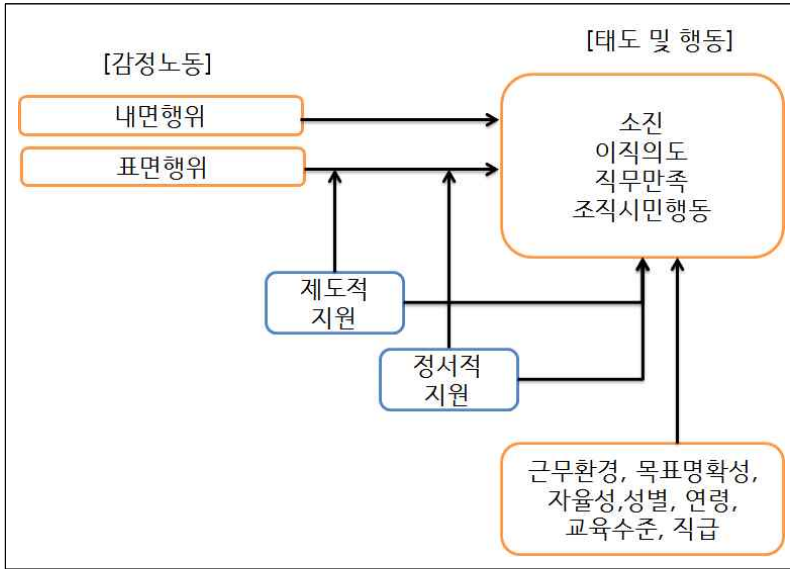 [감정노동]
[태도 및 행동]
내면행위
표면행위
소진
이직의도
직무만족
조직시민행동
제도적
지원
정서적
지원
근무환경, 목표명확성,
자율성,성별, 연령,
교육수준, 직급